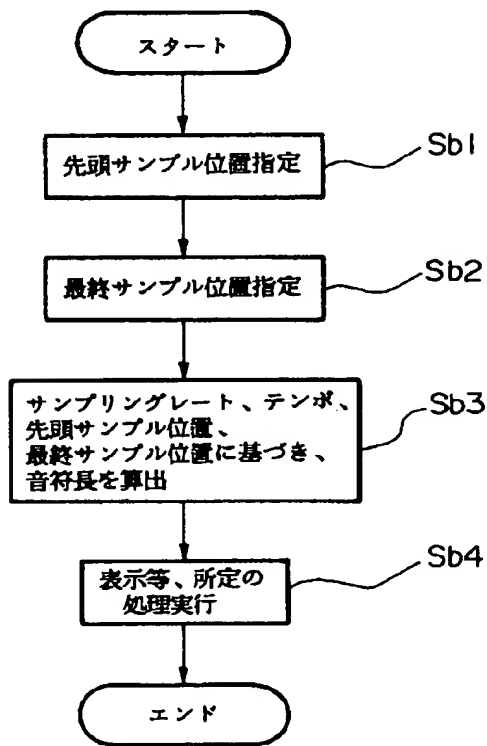 スタート
先頭サンプル位置指定
Sb1
最終サンプル位置指定
Sb2
サンプリングレート、テンポ、
先頭サンプル位置、
最終サンプル位置に基づき、
音符長を算出
Sb3
表示等、所定の
処理実行
Sb4
エンド